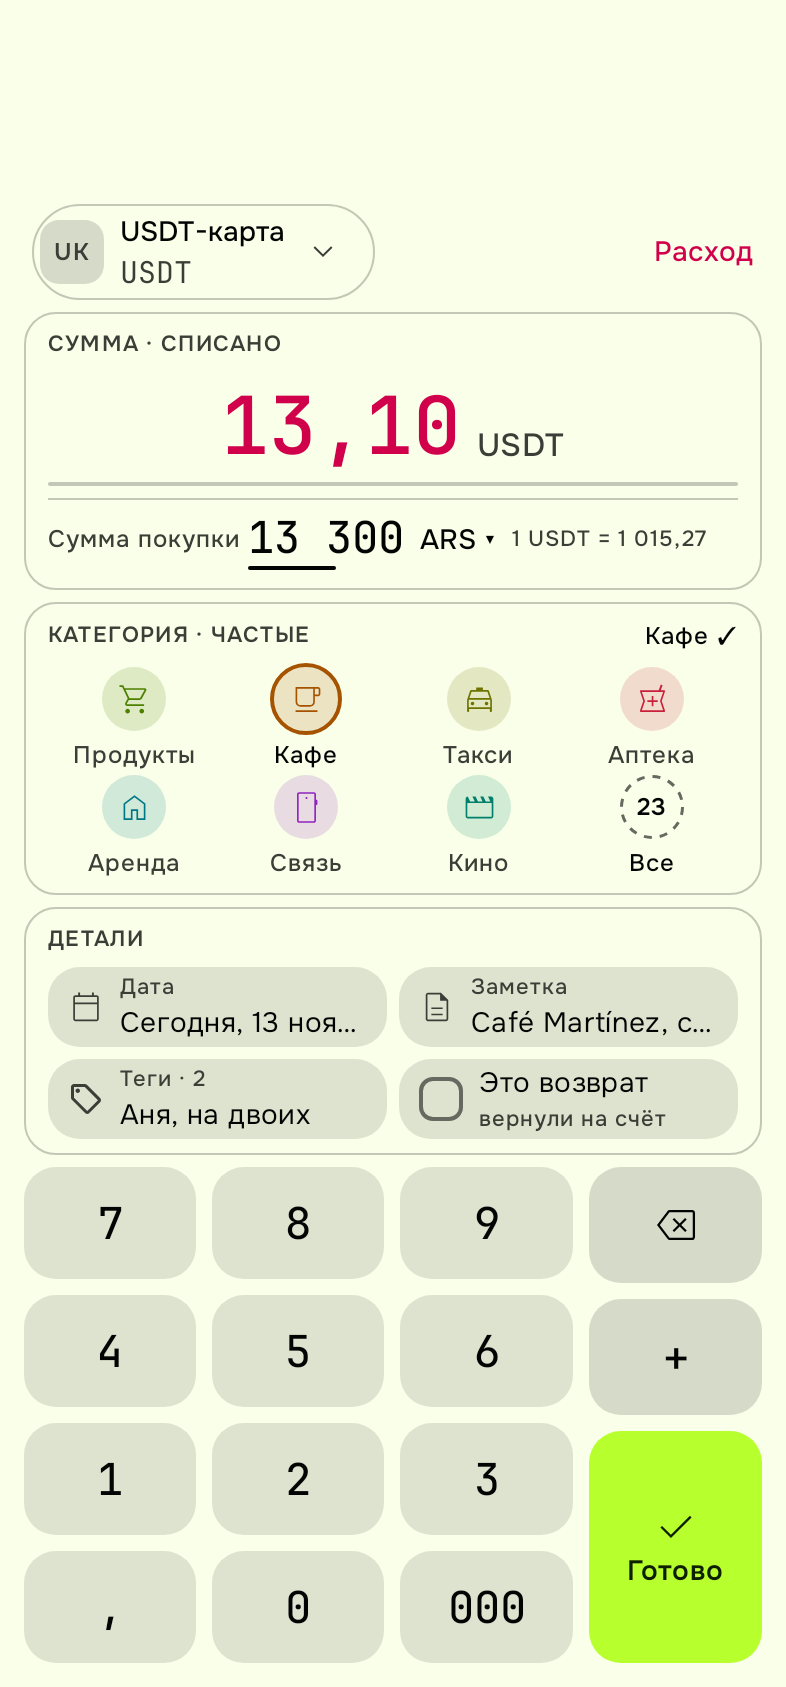 UK
USDT-карта
USDT
Расход
СУММА · СПИСАНО
13,10 USDT
Сумма покупки 13 300 ARS ▾ 1 USDT = 1 015,27
КАТЕГОРИЯ · ЧАСТЫЕ
Кафе ✓
Продукты
Кафе
Такси
Аптека
23
Аренда
Связь
Кино
Все
ДЕТАЛИ
Дата
Сегодня, 13 ноя…
Заметка
Café Martínez, с…
Теги · 2
Аня, на двоих
Это возврат
вернули на счёт
7
8
9
4
5
6
+
1
2
3
Готово
,
0
000